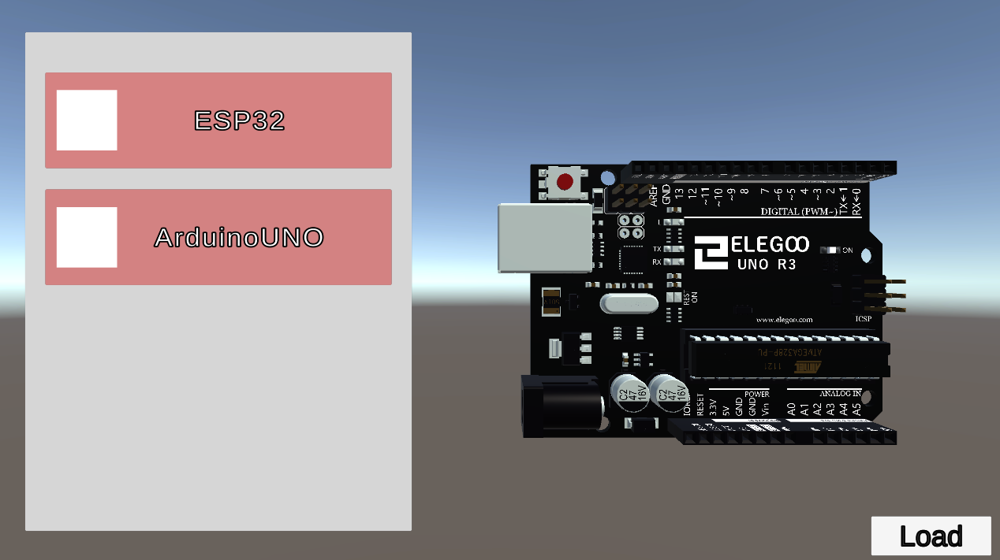 ESP32
ArduinoUNO
AREF
GND
13
12
~11
~10
~9
8
7
~6
~5
4
~3
2
TX←1
RX←0
DIGITAL (PWM~)
L
TX
RX
ELEGOO
UNO R3
ON
RESET
ON
www.elegoo.com
ICSP
ATMEGA328P-PU
1121
ATMEL
C2
47
16V
C2
47
16V
POWER
ANALOG IN
RESET
3.3V
5V
GND
GND
Vin
A0
A1
A2
A3
A4
A5
Load